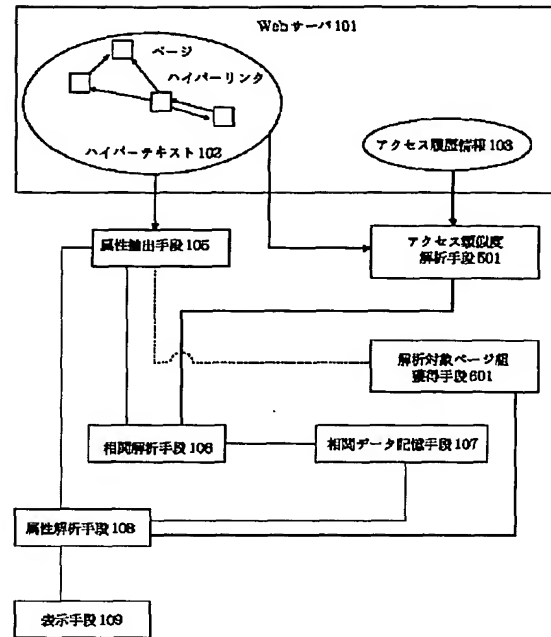 Webサーバ101
ページ
ハイパーリンク
ハイパーテキスト102
アクセス履歴情報103
属性抽出手段105
アクセス類似度
解析手段501
解析対象ページ組
獲得手段601
相関解析手段106
相関データ記憶手段107
属性解析手段108
表示手段109